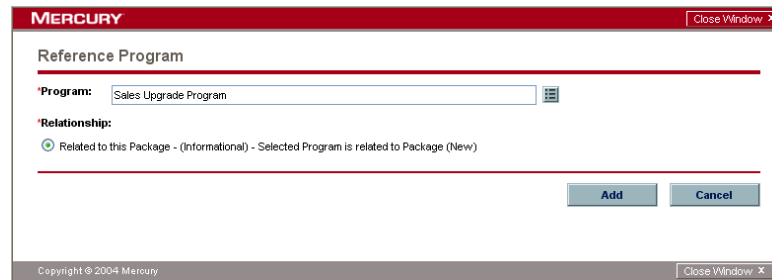 MERCURY
Close Window X
Reference Program
*Program: Sales Upgrade Program
*Relationship:
Related to this Package - (Informational) - Selected Program is related to Package (New)
Add Cancel
Copyright © 2004 Mercury Close Window X